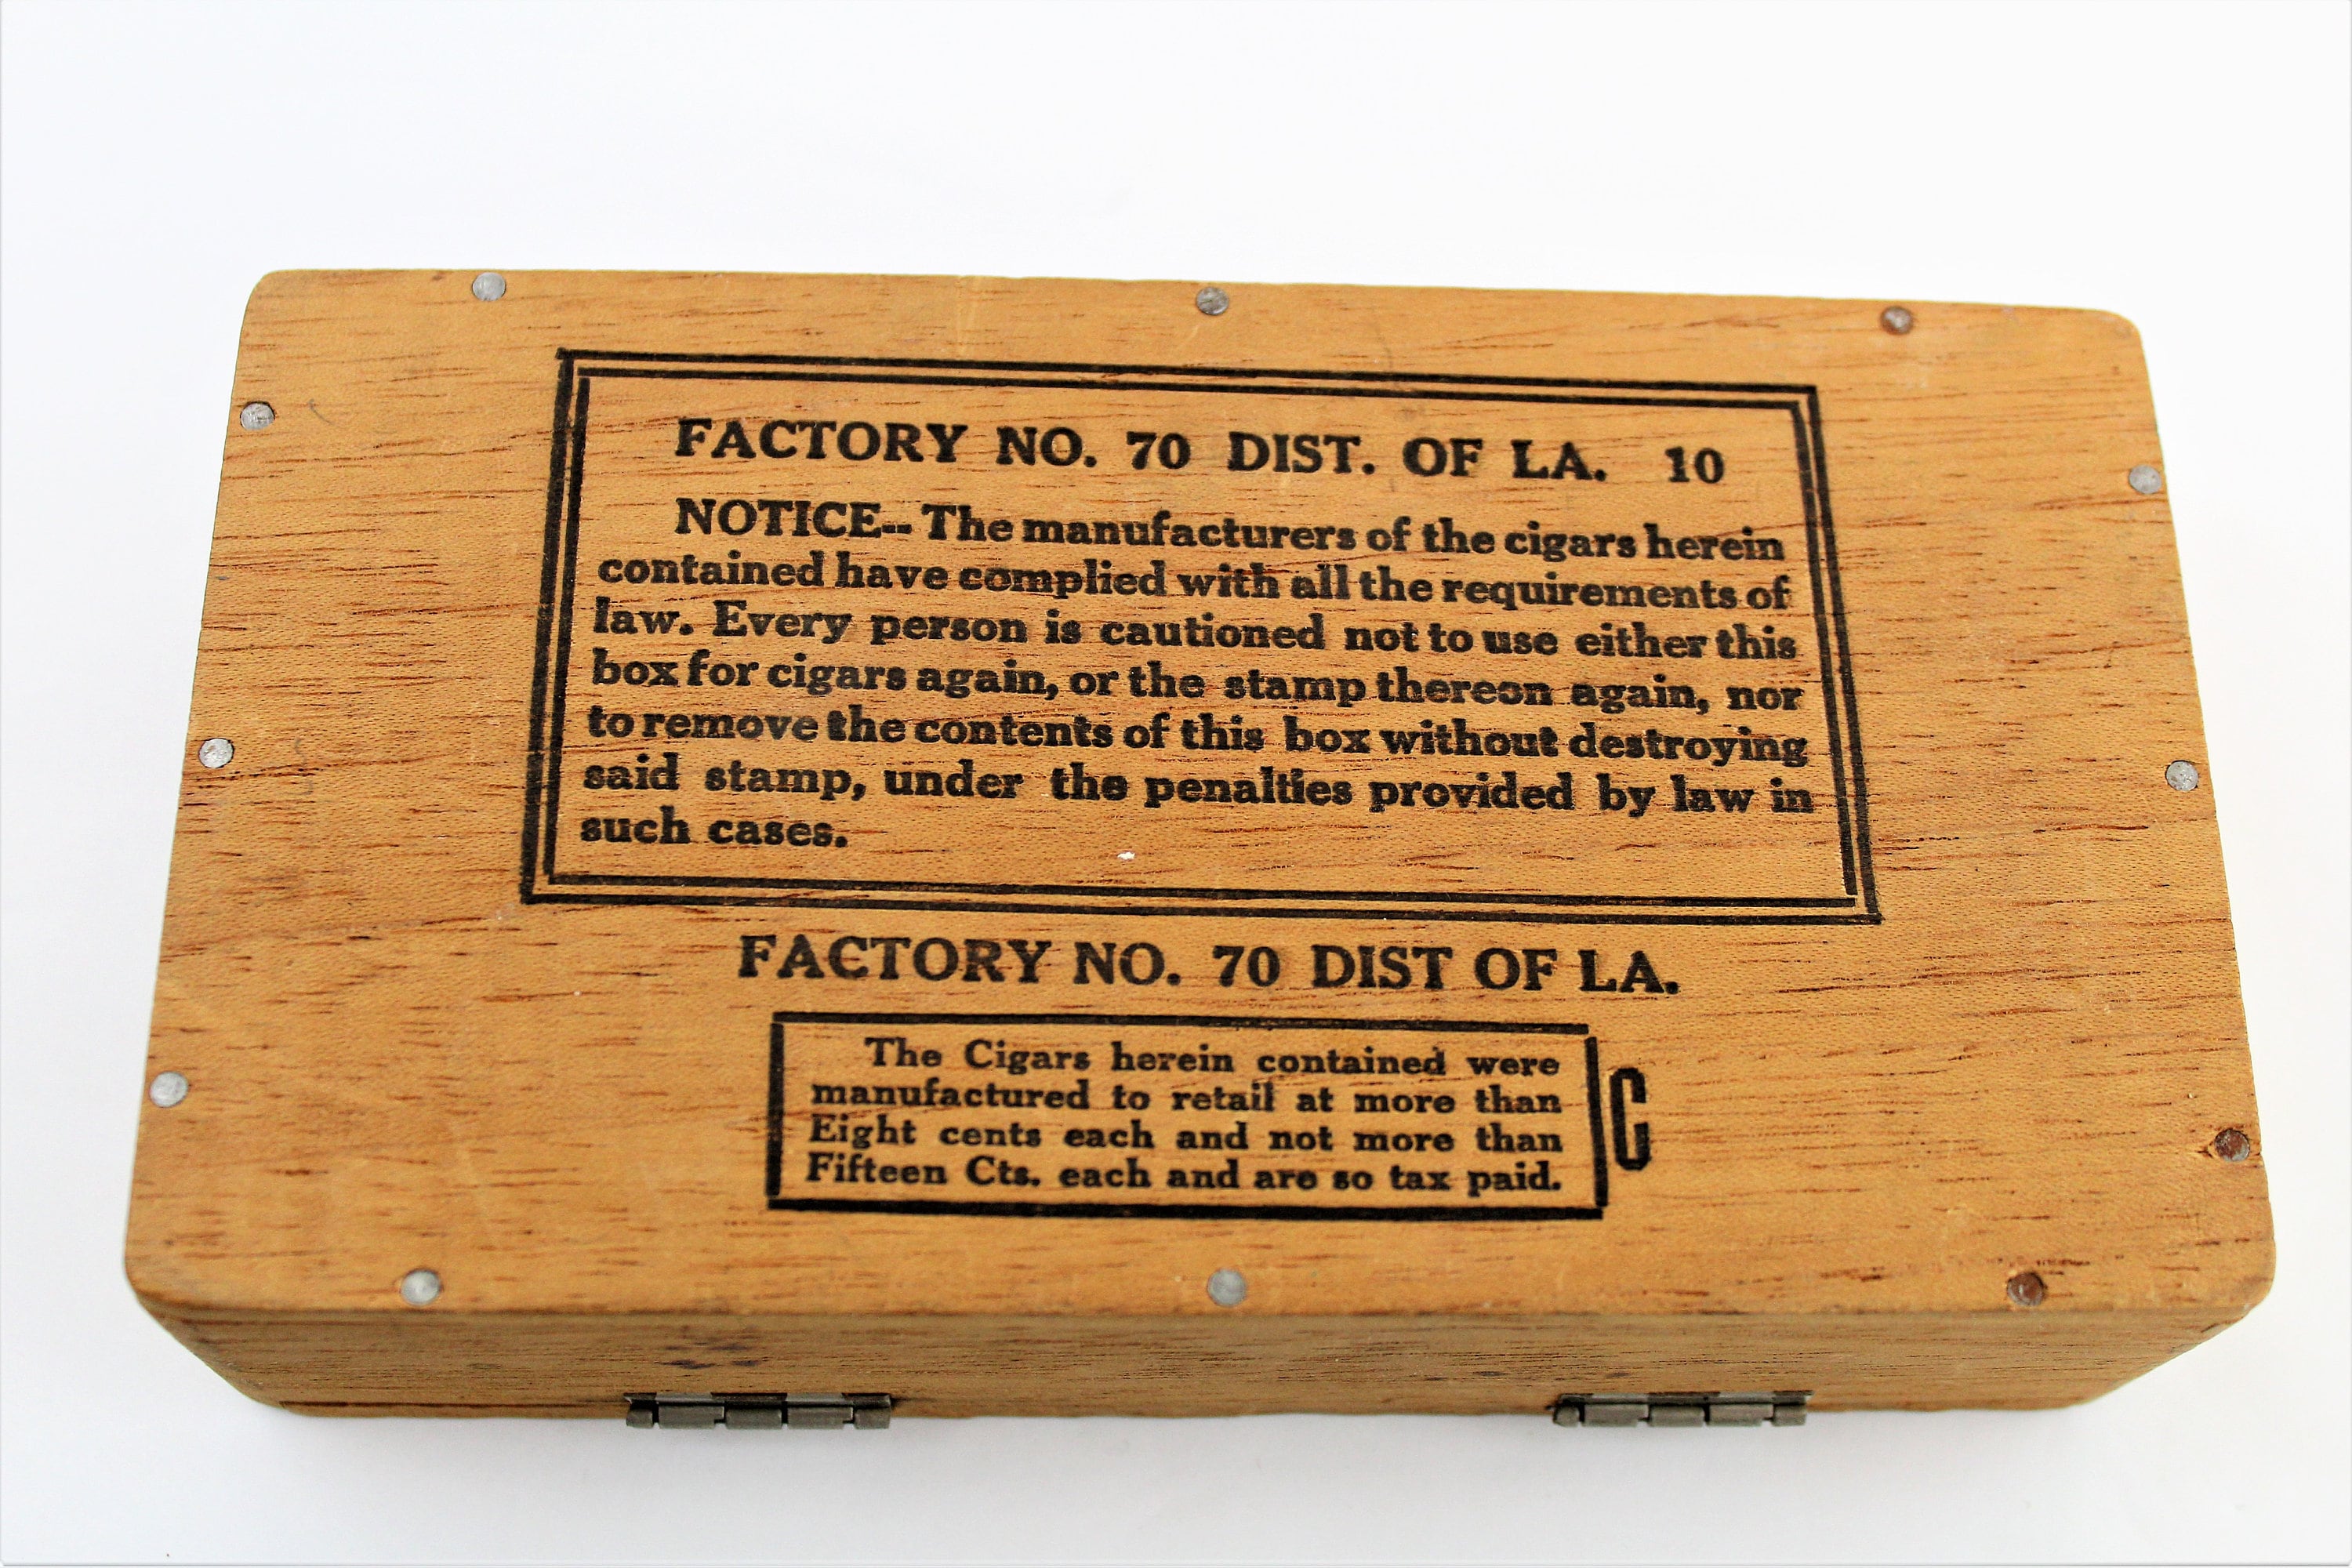 FACTORY NO. 70 DIST. OF LA. 10
NOTICE-- The manufacturers of the cigars herein
contained have complied with all the requirements of
law. Every person is cautioned not to use either this
box for cigars again, or the stamp thereon again, nor
to remove the contents of this box without destroying
said stamp, under the penalties provided by law in
such cases.
FACTORY NO. 70 DIST OF LA.
The Cigars herein contained were
manufactured to retail at more than
Eight cents each and not more than
Fifteen Cts. each and are so tax paid.
C